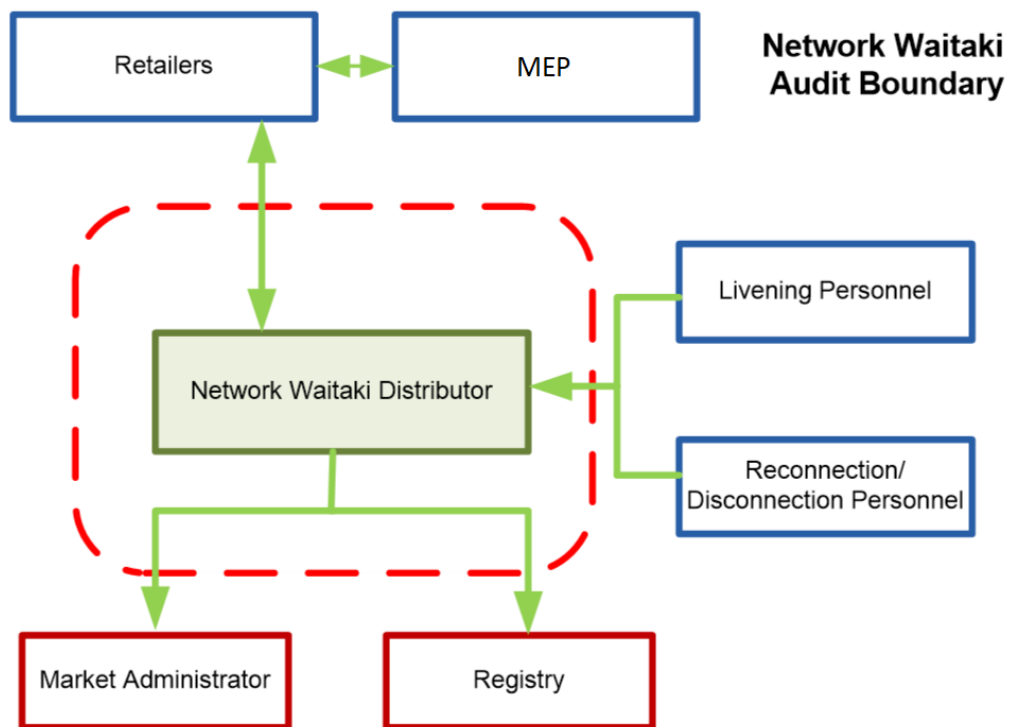 Network Waitaki
Audit Boundary
Retailers
MEP
Livening Personnel
Network Waitaki Distributor
Reconnection/
Disconnection Personnel
Market Administrator
Registry